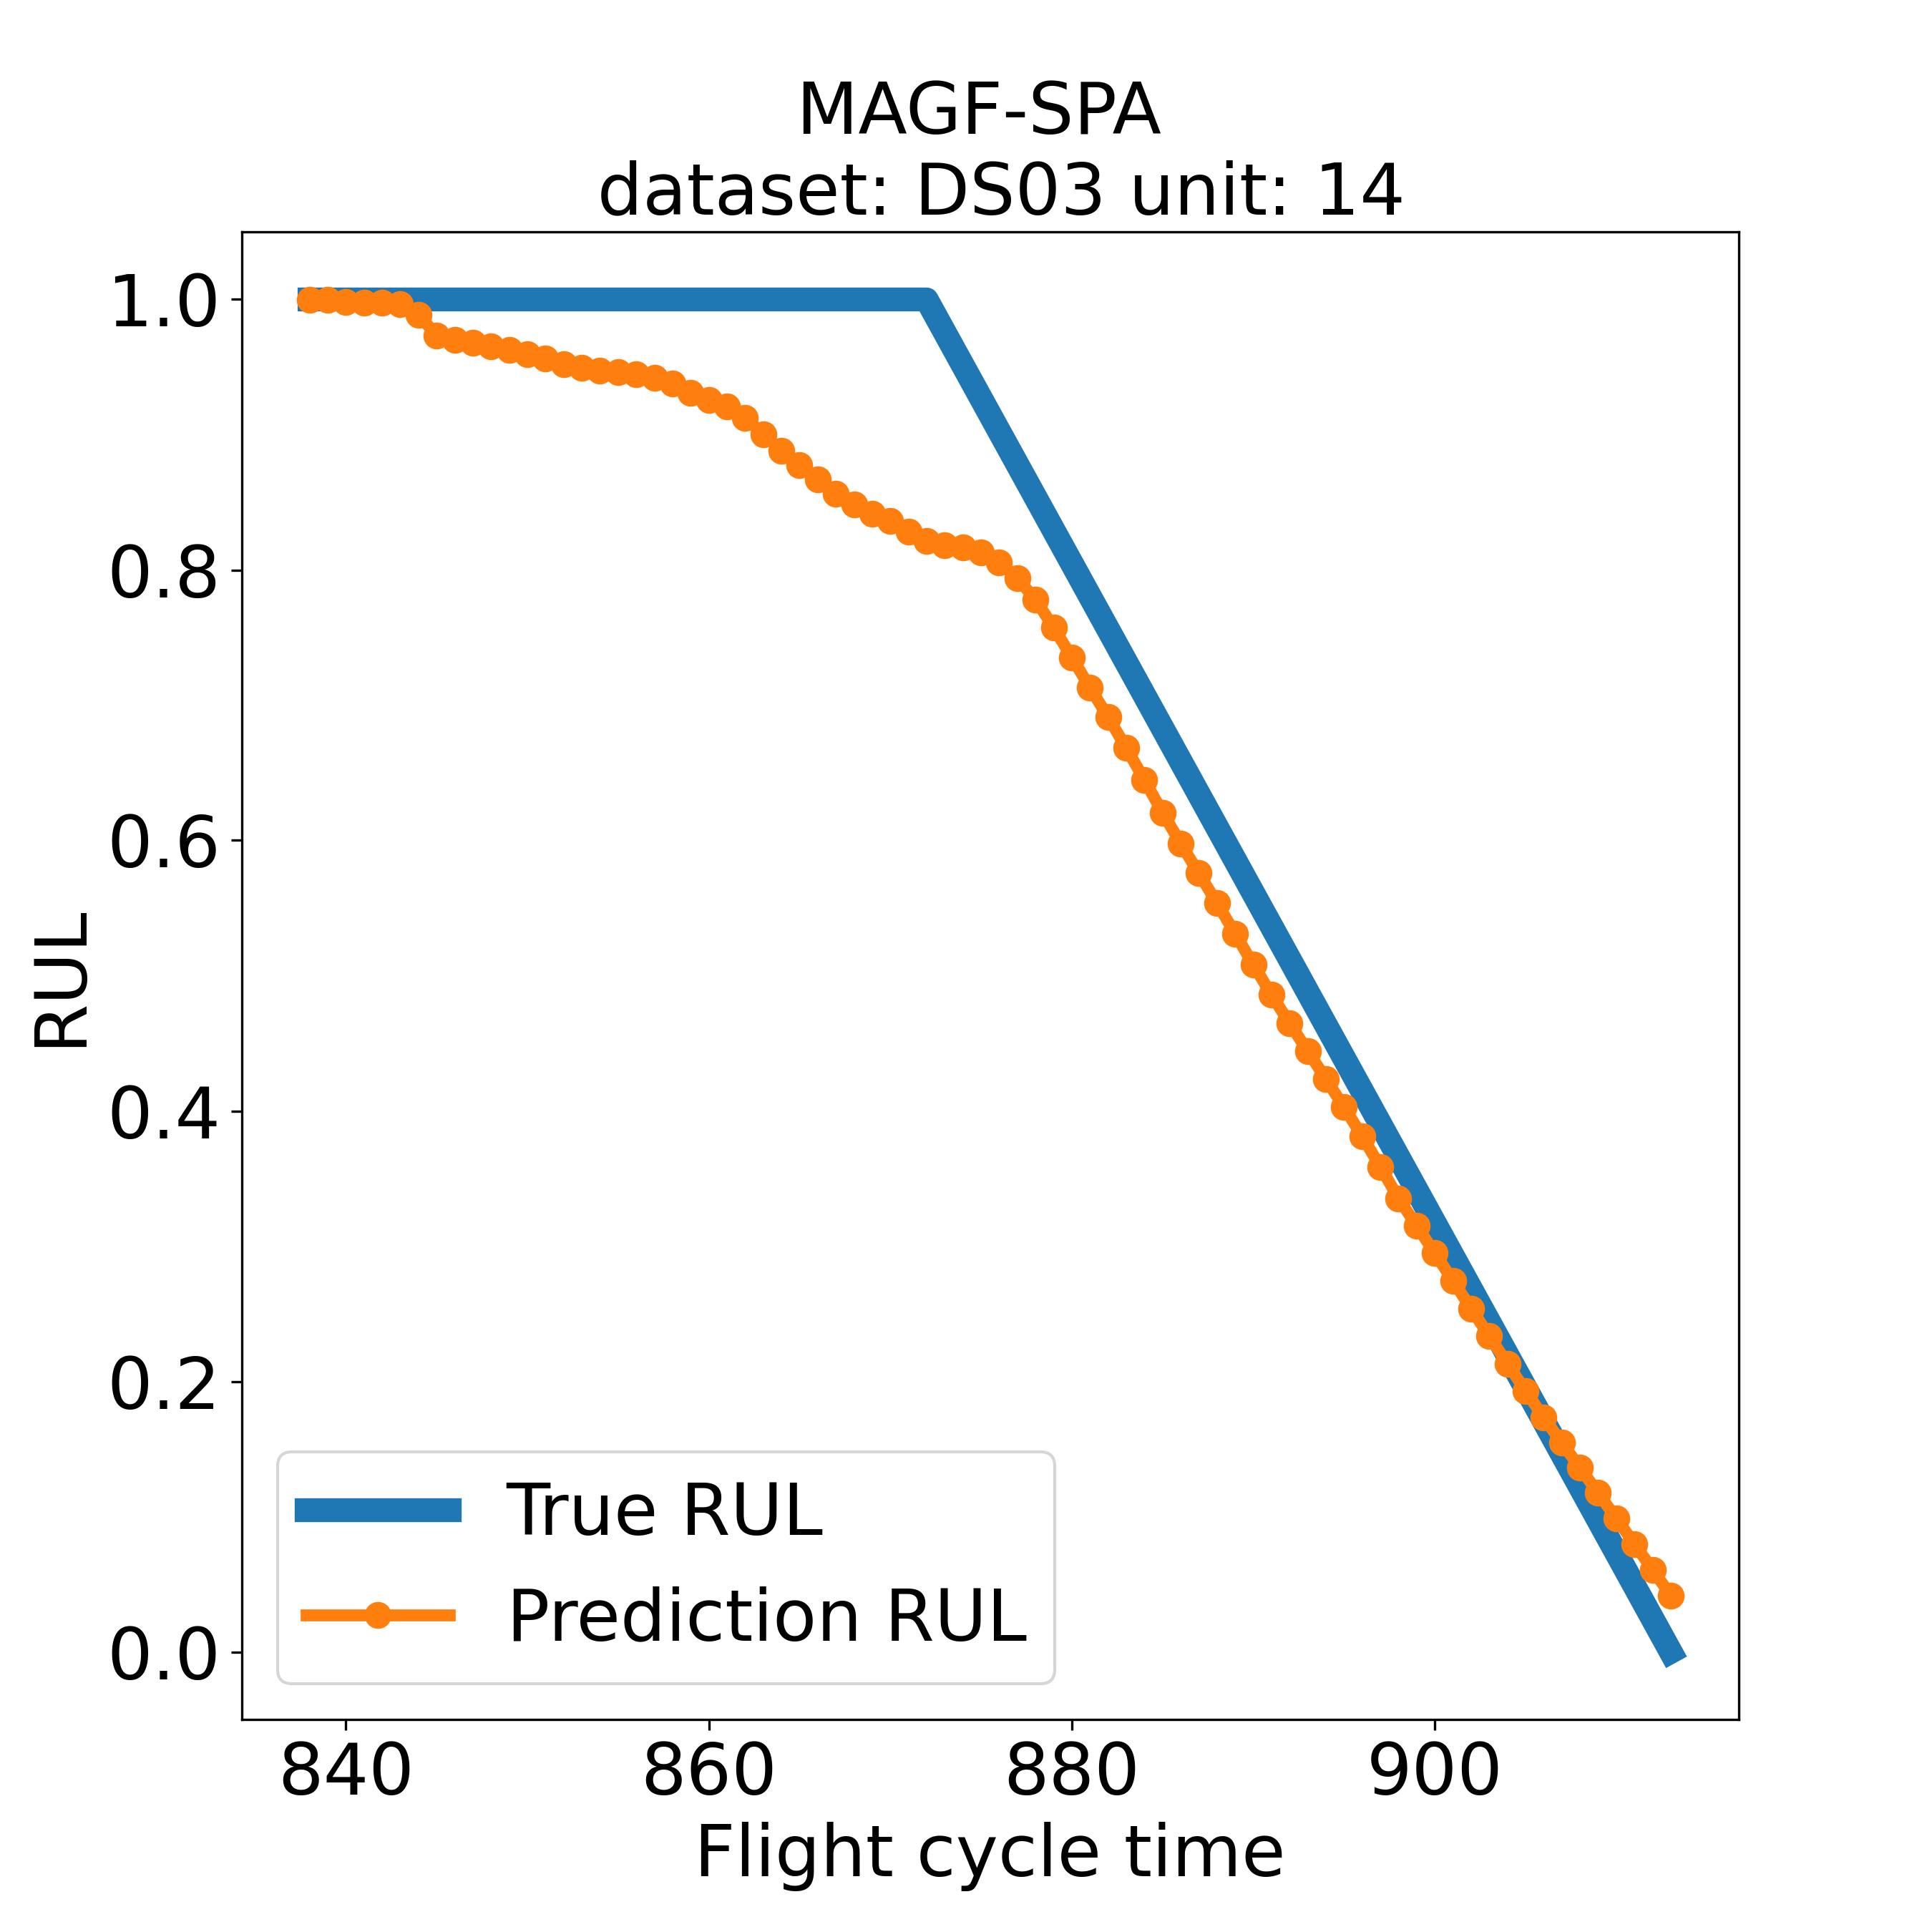 MAGF-SPA
dataset: DS03 unit: 14
1.0
0.8
0.6
0.4
0.2
0.0
RUL
True RUL
Prediction RUL
840 860 880 900
Flight cycle time